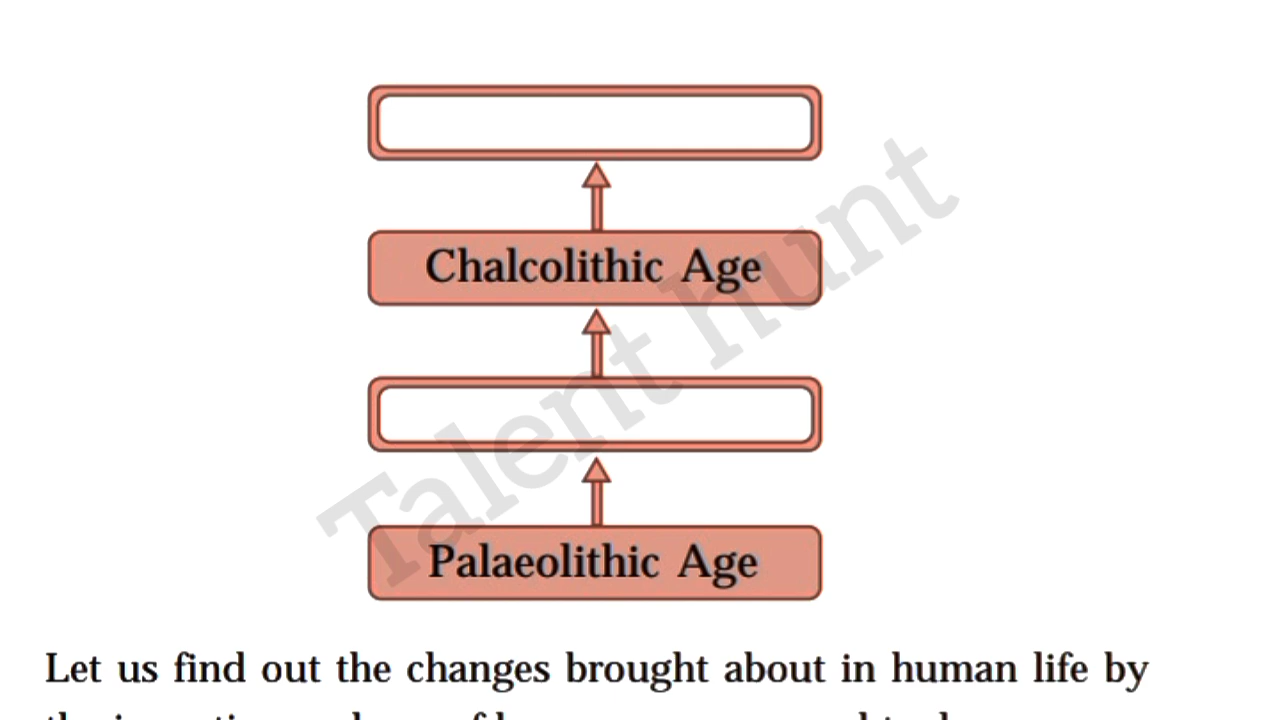 Chalcolithic Age
Palaeolithic Age
Talent hunt
Let us find out the changes brought about in human life by